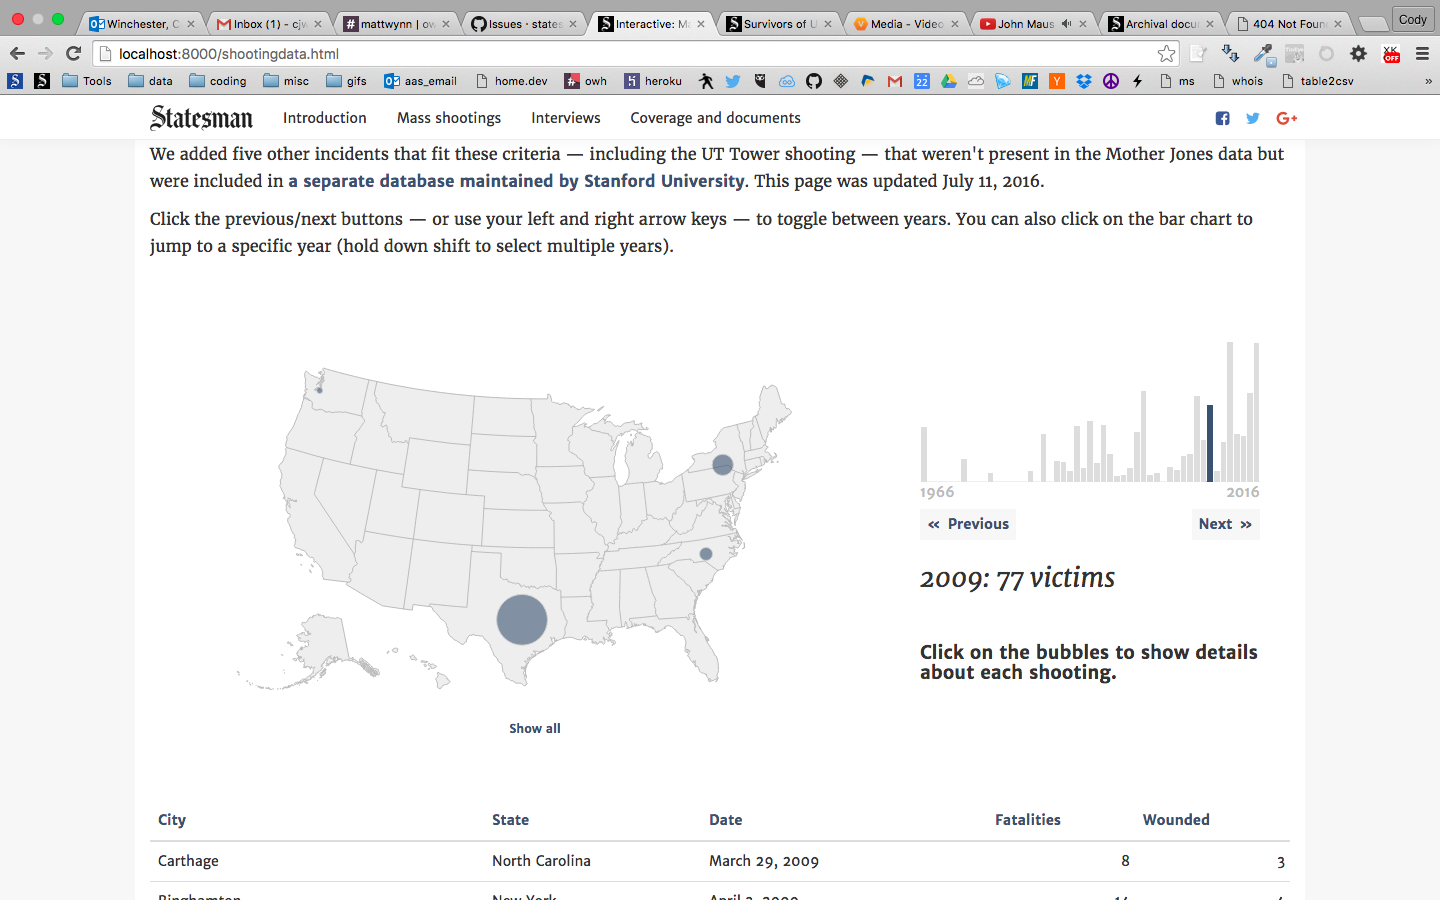 Winchester, C
Inbox (1) - cjw
mattwynn | ow
Issues · states
Interactive: Ma
Survivors of U
Media - Video
John Maus
Archival docu
404 Not Foun
Cody
localhost:8000/shootingdata.html
Tools
data
coding
misc
gifs
aas_email
home.dev
owh
heroku
ms
whois
table2csv
»
Statesman
Introduction
Mass shootings
Interviews
Coverage and documents
We added five other incidents that fit these criteria — including the UT Tower shooting — that weren't present in the Mother Jones data but
were included in a separate database maintained by Stanford University. This page was updated July 11, 2016.
Click the previous/next buttons — or use your left and right arrow keys — to toggle between years. You can also click on the bar chart to
jump to a specific year (hold down shift to select multiple years).
1966
2016
« Previous
Next »
2009: 77 victims
Click on the bubbles to show details
about each shooting.
Show all
City State Date Fatalities Wounded
Carthage North Carolina March 29, 2009 8 3
Binghamton New York April 3, 2009 14 4